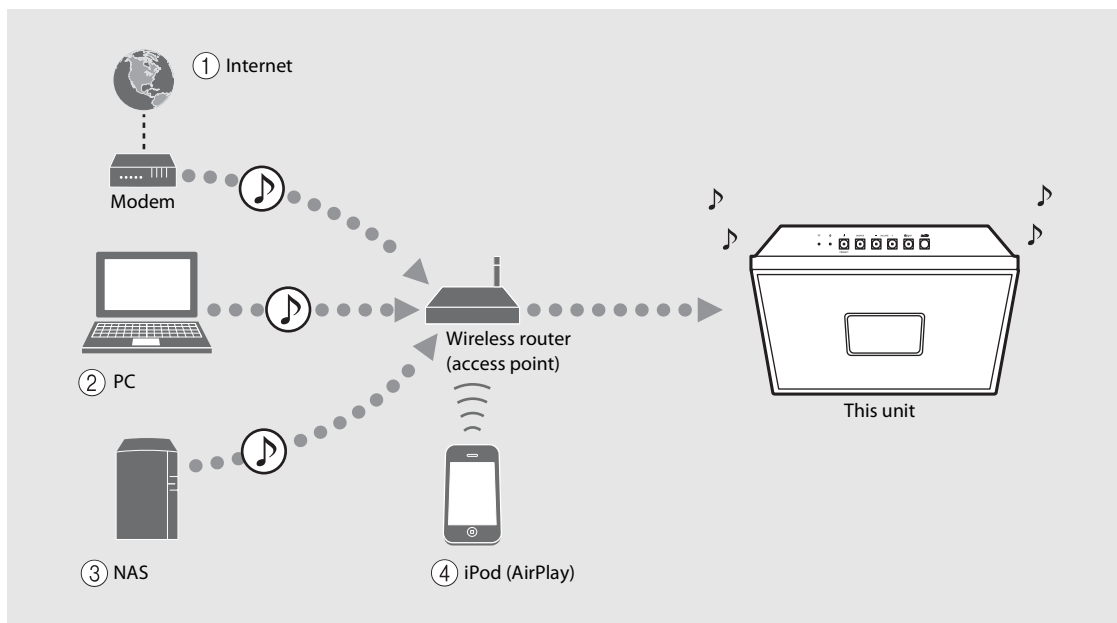 ① Internet
Modem
② PC
③ NAS
Wireless router
(access point)
④ iPod (AirPlay)
This unit